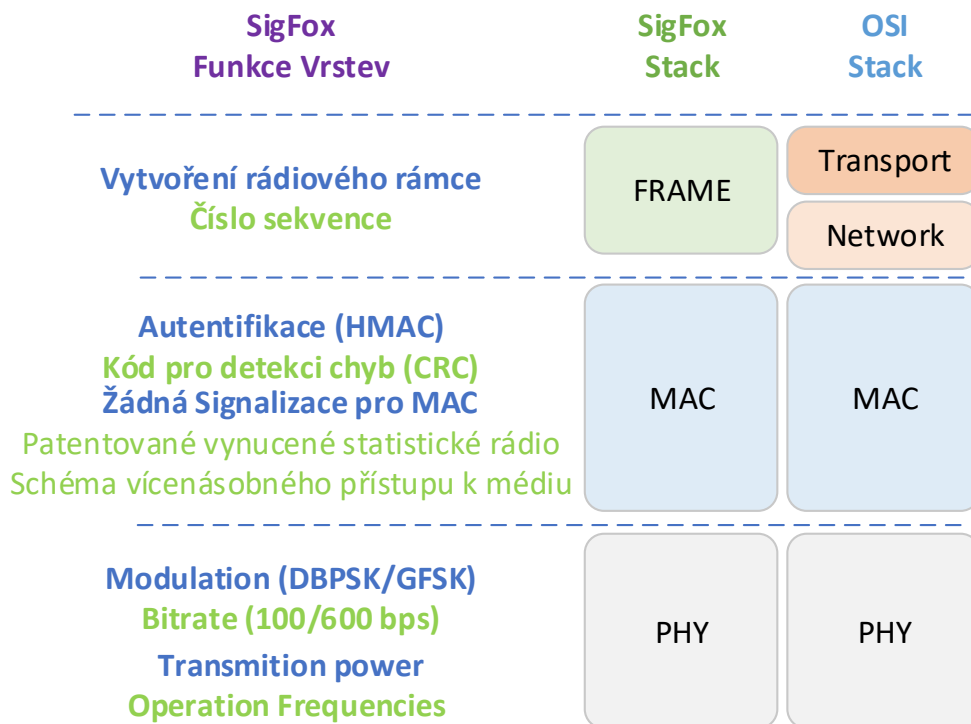 SigFox
Funkce Vrstev
SigFox
Stack
OSI
Stack
Vytvoření rádiového rámce
Číslo sekvence
FRAME
Transport
Network
Autentifikace (HMAC)
Kód pro detekci chyb (CRC)
Žádná Signalizace pro MAC
Patentované vynucené statistické rádio
Schéma vícenásobného přístupu k médiu
MAC
MAC
Modulation (DBPSK/GFSK)
Bitrate (100/600 bps)
Transmition power
Operation Frequencies
PHY
PHY